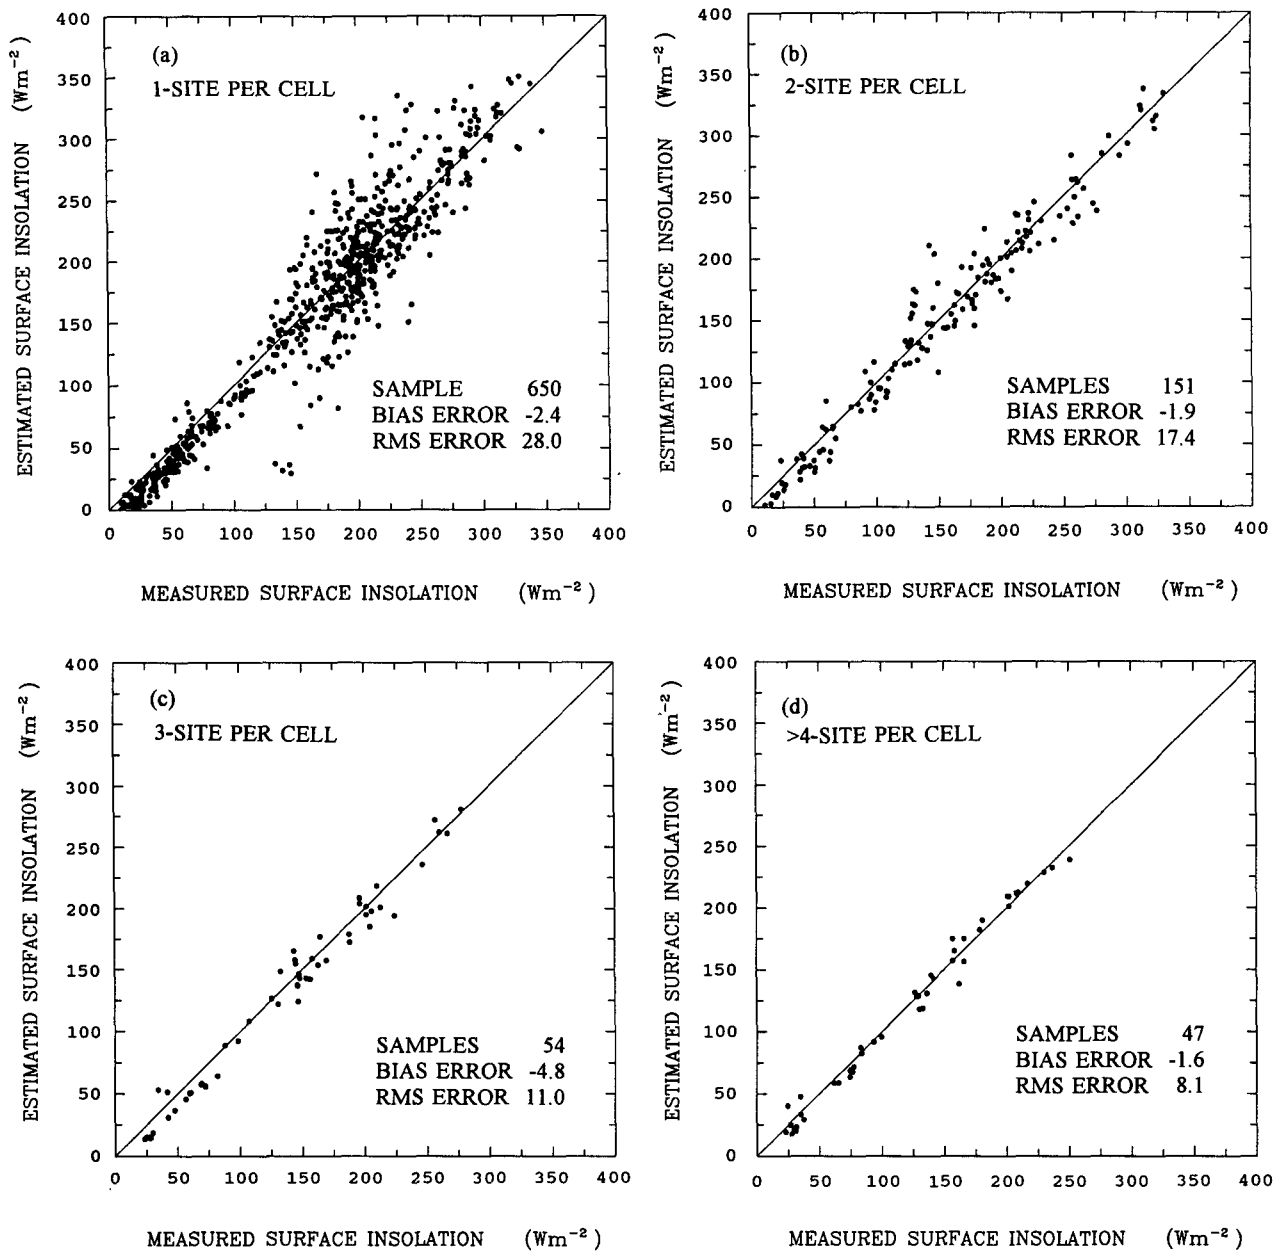 (a)
1-SITE PER CELL
SAMPLE 650
BIAS ERROR -2.4
RMS ERROR 28.0
ESTIMATED SURFACE INSOLATION (Wm⁻²)
400
350
300
250
200
150
100
50
0
0 50 100 150 200 250 300 350 400
MEASURED SURFACE INSOLATION (Wm⁻²)
(b)
2-SITE PER CELL
SAMPLES 151
BIAS ERROR -1.9
RMS ERROR 17.4
ESTIMATED SURFACE INSOLATION (Wm⁻²)
400
350
300
250
200
150
100
50
0
0 50 100 150 200 250 300 350 400
MEASURED SURFACE INSOLATION (Wm⁻²)
(c)
3-SITE PER CELL
SAMPLES 54
BIAS ERROR -4.8
RMS ERROR 11.0
ESTIMATED SURFACE INSOLATION (Wm⁻²)
400
350
300
250
200
150
100
50
0
0 50 100 150 200 250 300 350 400
MEASURED SURFACE INSOLATION (Wm⁻²)
(d)
>4-SITE PER CELL
SAMPLES 47
BIAS ERROR -1.6
RMS ERROR 8.1
ESTIMATED SURFACE INSOLATION (Wm⁻²)
400
350
300
250
200
150
100
50
0
0 50 100 150 200 250 300 350 400
MEASURED SURFACE INSOLATION (Wm⁻²)